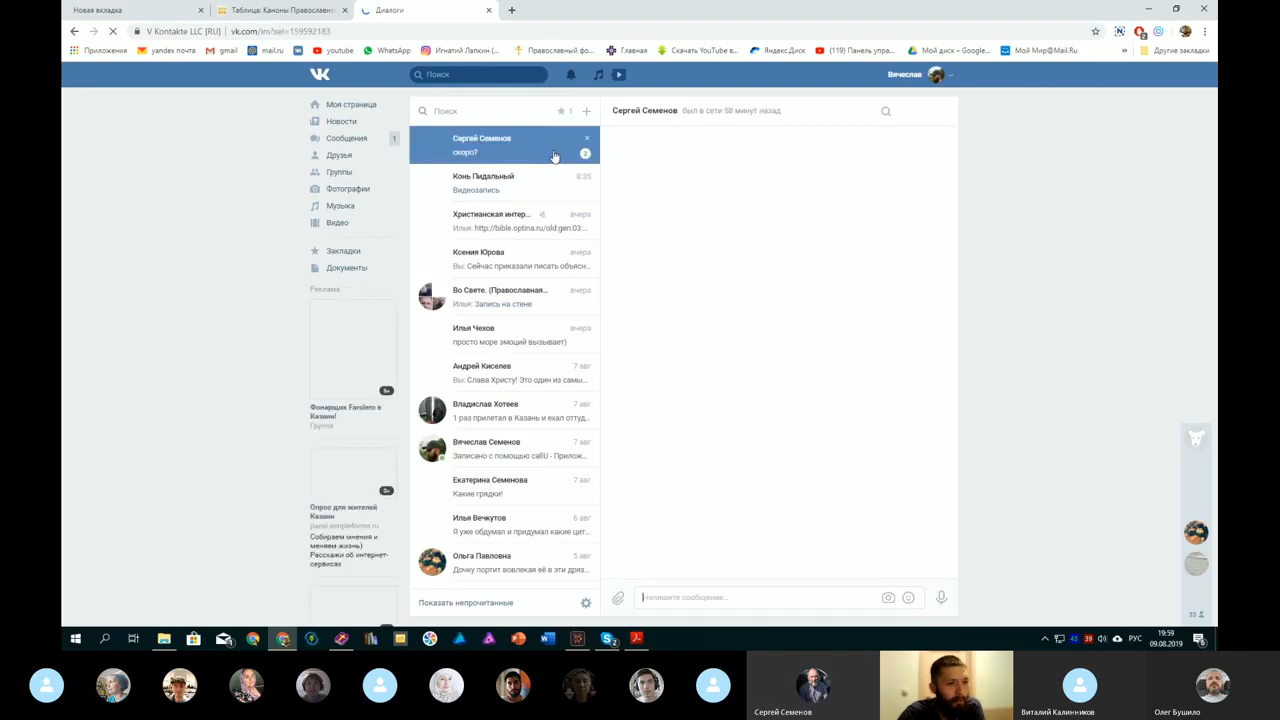 Новая вкладка
Таблица: Каноны Православно
Диалоги
V Kontakte LLC [RU] | vk.com/im?sel=159592183
Приложения
yandex почта
gmail
mail.ru
youtube
WhatsApp
Игнатий Лапкин (...
Православный фо...
Главная
Скачать YouTube в...
Яндекс.Диск
(119) Панель упра...
Мой диск – Google...
Мой Мир@Mail.Ru
»
Другие закладки
Поиск
Вячеслав
Моя страница
Новости
Сообщения 1
Друзья
Группы
Фотографии
Музыка
Видео
Закладки
Документы
Реклама
Фонарщик Farolero в
Казани!
Группа
Опрос для жителей
Казани
Собираем мнения и
меняем жизнь)
Расскажи об интернет-
сервисах
Поиск
1
Сергей Семенов
скоро?
2
Конь Пидальный 8:35
Видеозапись
Христианская интер... вчера
Илья: http://bible.optina.ru/old:gen:03:...
Ксения Юрова вчера
Вы: Сейчас приказали писать объясн...
Во Свете. (Православная... вчера
Илья: Запись на стене
Илья Чехов вчера
просто море эмоций вызывает)
Андрей Киселев 7 авг
Вы: Слава Христу! Это один из самы...
Владислав Хотеев 7 авг
1 раз прилетал в Казань и ехал оттуд...
Вячеслав Семенов 7 авг
Записано с помощью callU - Прилож...
Екатерина Семенова 7 авг
Какие грядки!
Илья Вечкутов 6 авг
Я уже обдумал и придумал какие цит...
Ольга Павловна 5 авг
Дочку портит вовлекая её в эти дряз...
Показать непрочитанные
Сергей Семенов был в сети 58 минут назад
Напишите сообщение...
33
43
39
РУС
19:59
09.08.2019
Сергей Семенов
Виталий Калинников
Олег Бушило